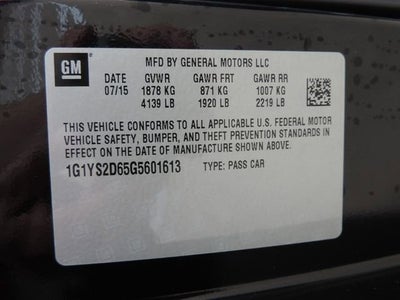 GM
MFD BY GENERAL MOTORS LLC
DATE GVWR GAWR FRT GAWR RR
07/15 1878 KG 871 KG 1007 KG
4139 LB 1920 LB 2219 LB
THIS VEHICLE CONFORMS TO ALL APPLICABLE U.S. FEDERAL MOTOR
VEHICLE SAFETY, BUMPER, AND THEFT PREVENTION STANDARDS IN
EFFECT ON THE DATE OF MANUFACTURE SHOWN ABOVE.
1G1YS2D65G5601613 TYPE: PASS CAR